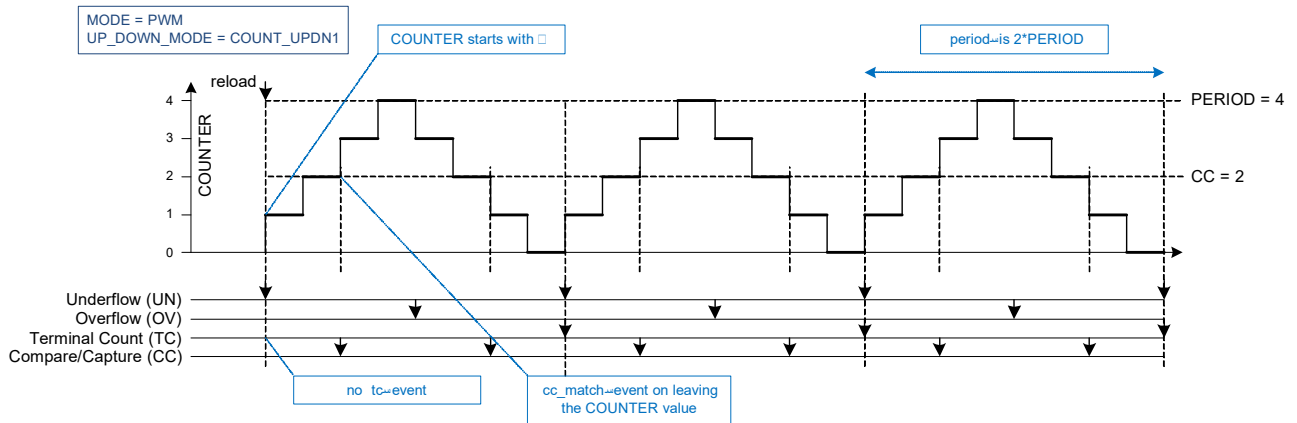 MODE = PWM
UP_DOWN_MODE = COUNT_UPDN1
COUNTER starts with
period is 2*PERIOD
reload
4
PERIOD = 4
3
COUNTER
2
CC = 2
1
0
Underflow (UN)
Overflow (OV)
Terminal Count (TC)
Compare/Capture (CC)
no tc event
cc_match event on leaving
the COUNTER value